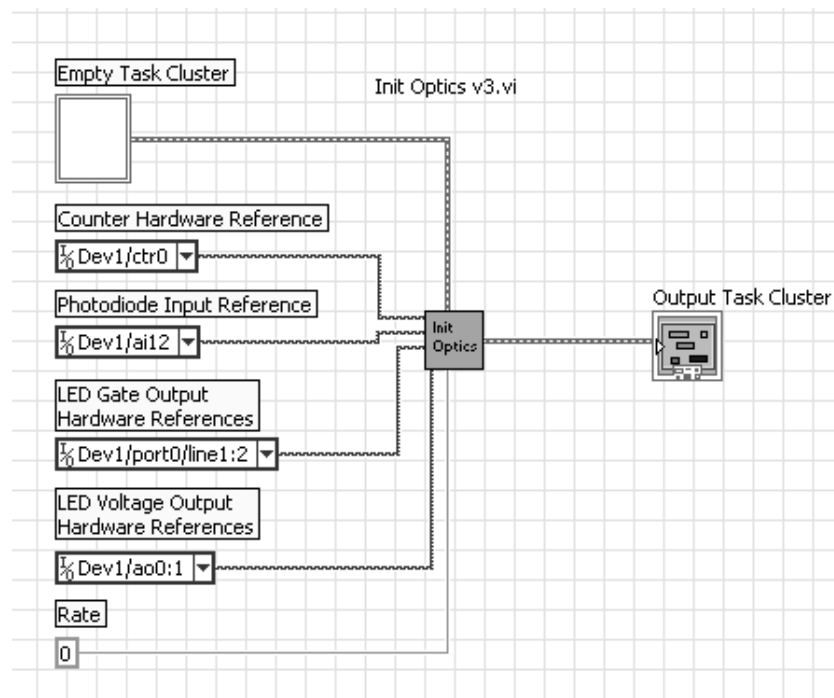 Empty Task Cluster
Init Optics v3.vi
Counter Hardware Reference
I/O Dev1/ctr0
Photodiode Input Reference
I/O Dev1/ai12
Init
Optics
Output Task Cluster
LED Gate Output
Hardware References
I/O Dev1/port0/line1:2
LED Voltage Output
Hardware References
I/O Dev1/ao0:1
Rate
0